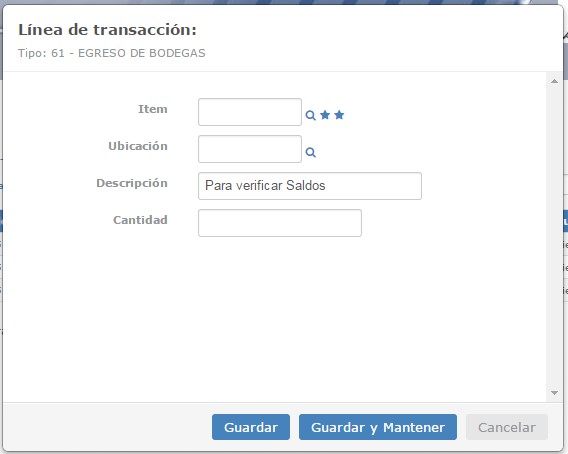 Línea de transacción:
Tipo: 61 - EGRESO DE BODEGAS
Item
Ubicación
Descripción Para verificar Saldos
Cantidad
Guardar Guardar y Mantener Cancelar